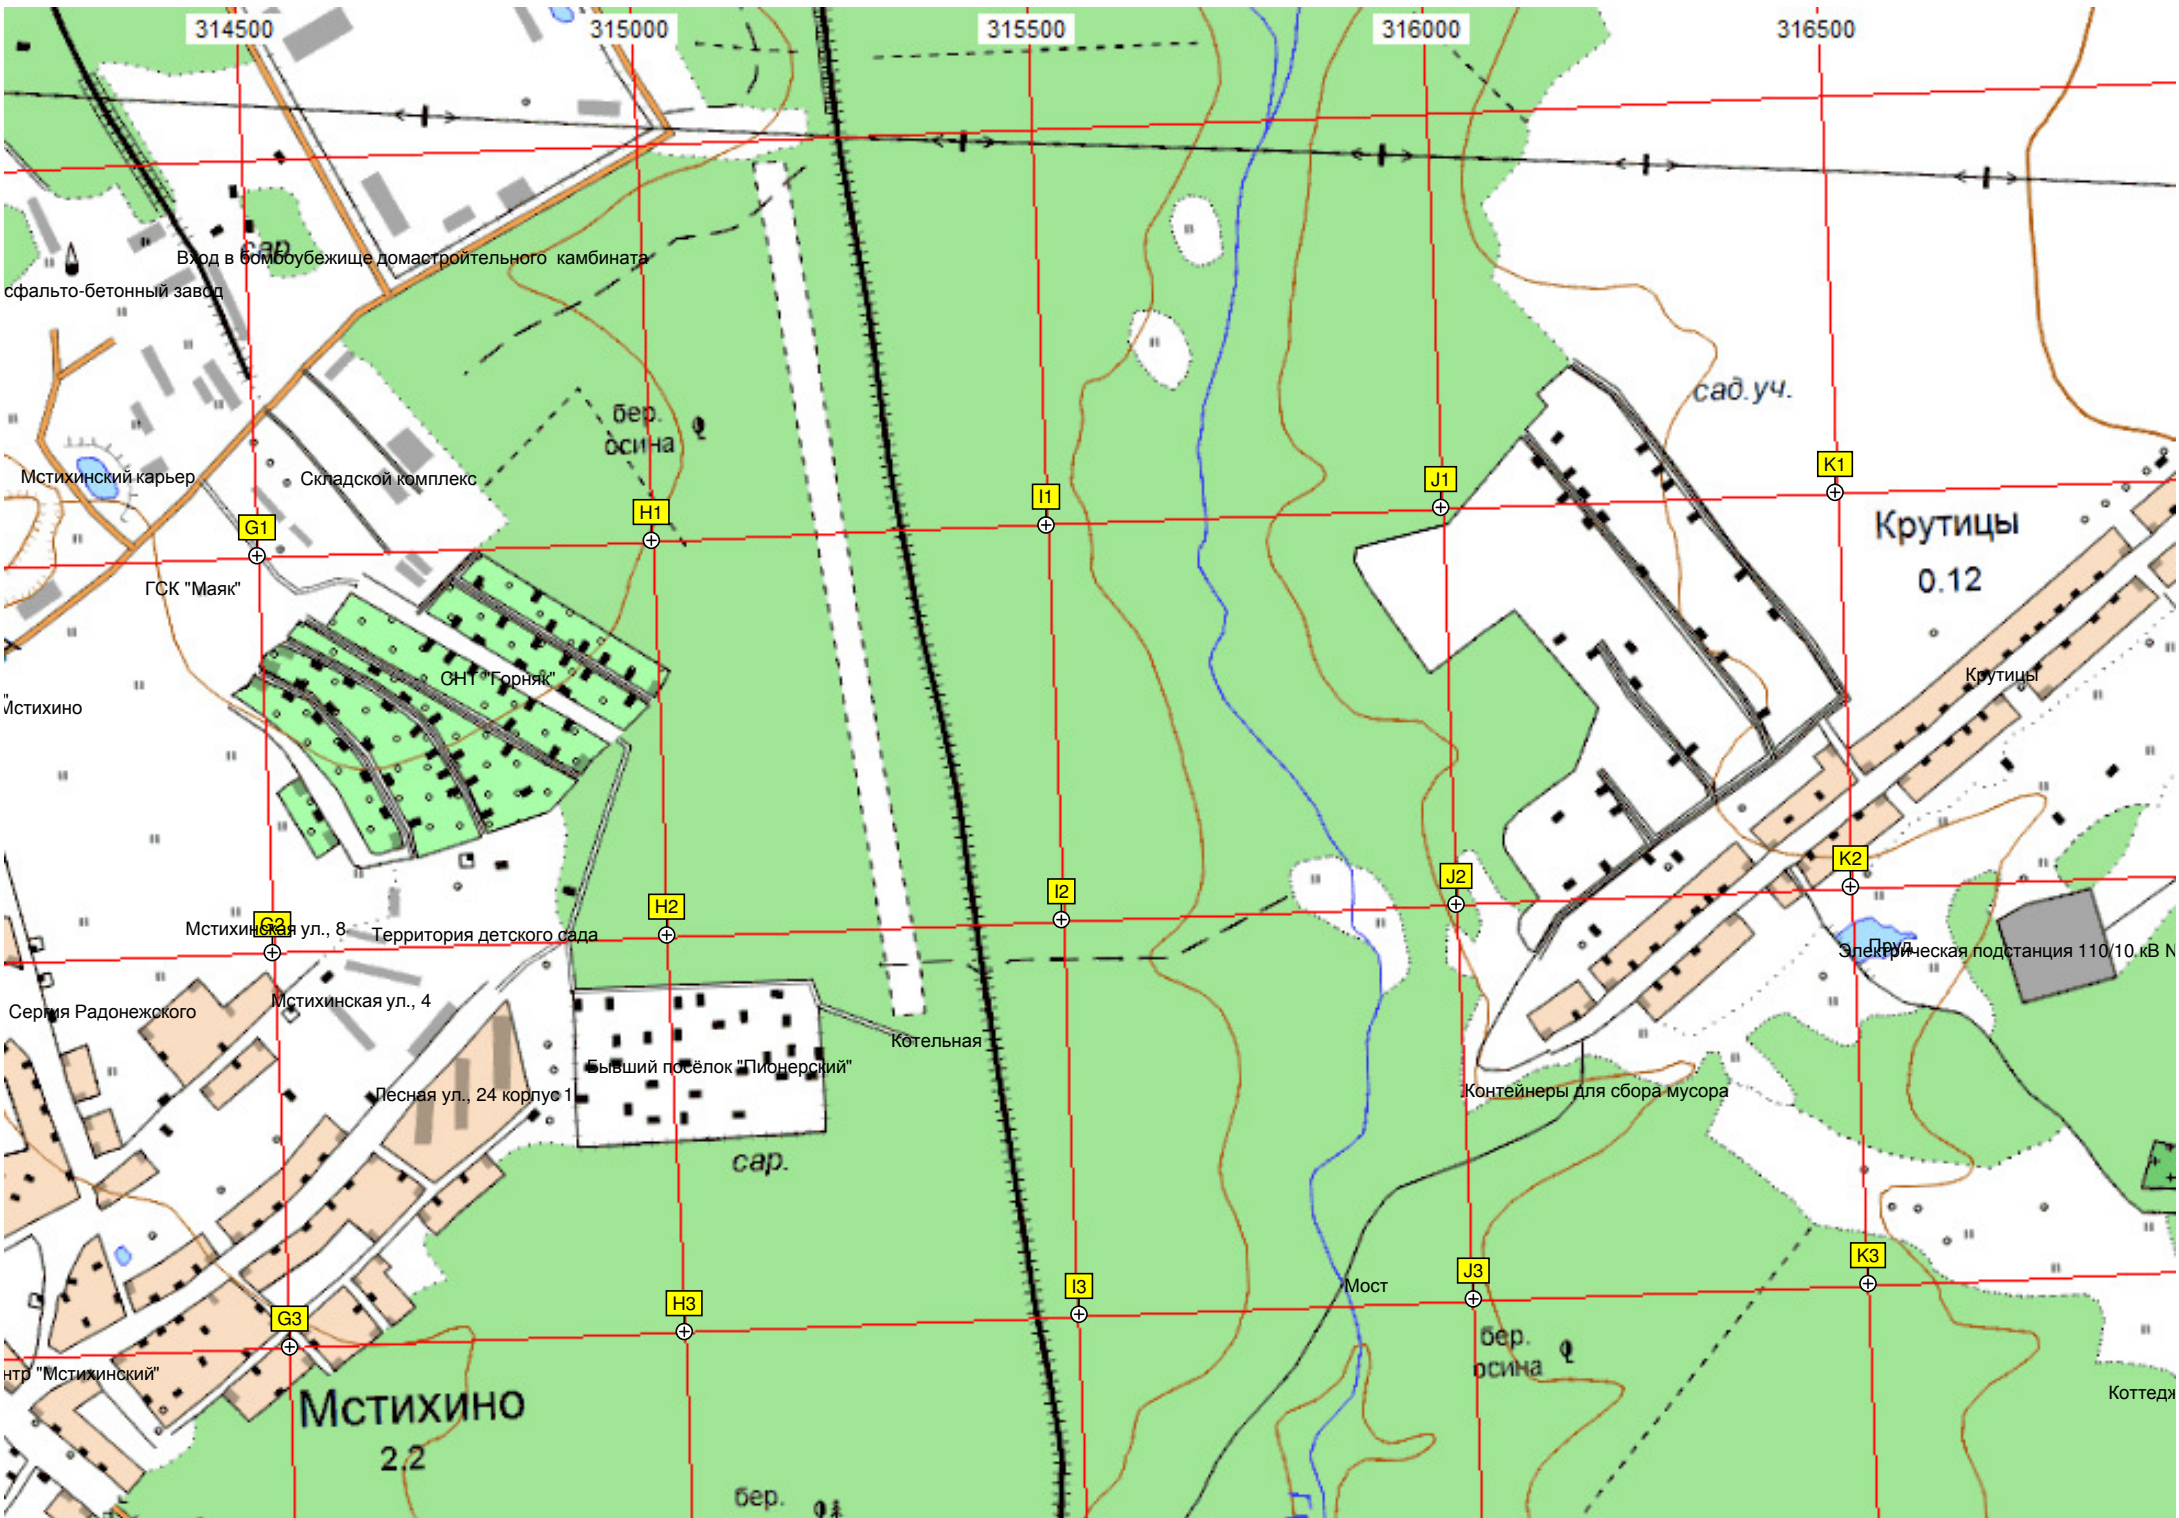 314500
315000
315500
316000
316500
сар.
Вход в бомбоубежище домастройтельного камбината
сфальто-бетонный завод
сад.уч.
бер.
осина
Мстихинский карьер
Складской комплекс
K1
J1
I1
H1
G1
Крутицы
0.12
ГСК "Маяк"
СНТ "Горняк"
Крутицы
Мстихино
K2
J2
I2
H2
G2
Мстихинская ул., 8
Территория детского сада
Пруд
Электрическая подстанция 110/10 кВ N
Мстихинская ул., 4
Сергия Радонежского
Котельная
Бывший посёлок "Пионерский"
Лесная ул., 24 корпус 1
Контейнеры для сбора мусора
сар.
K3
J3
I3
H3
G3
Мост
бер.
осина
нтр "Мстихинский"
Коттедж
Мстихино
2.2
бер.